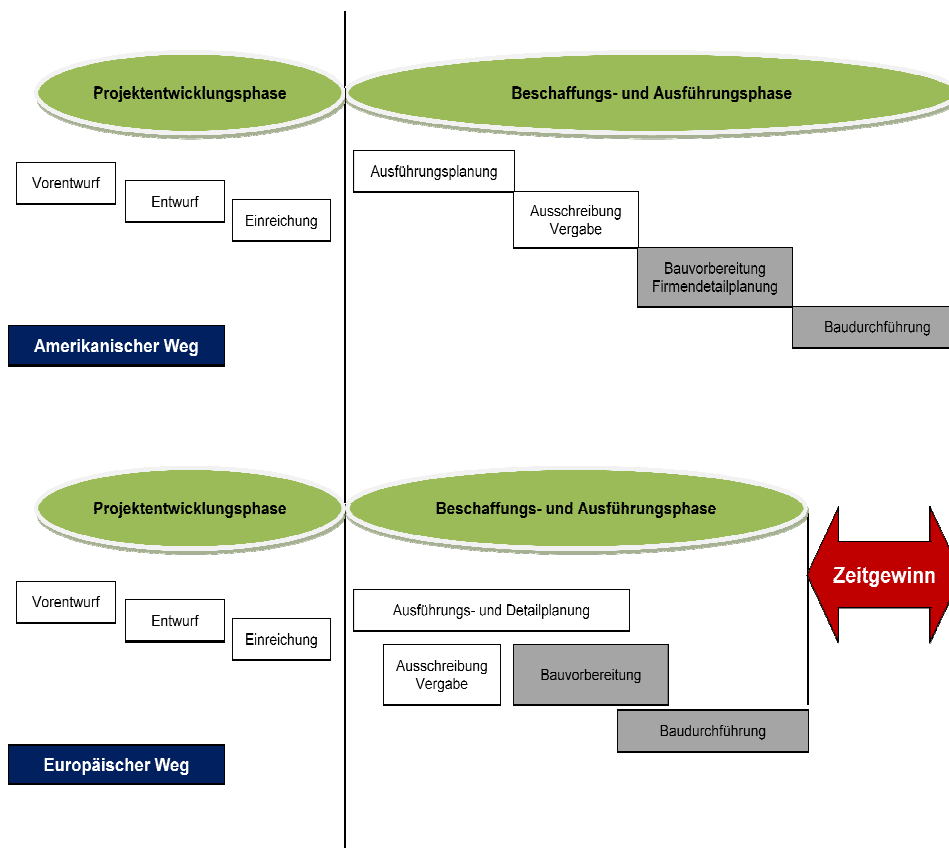 Projektentwicklungsphase
Beschaffungs- und Ausführungsphase
Vorentwurf
Entwurf
Einreichung
Ausführungsplanung
Ausschreibung
Vergabe
Bauvorbereitung
Firmendetailplanung
Baudurchführung
Amerikanischer Weg
Projektentwicklungsphase
Beschaffungs- und Ausführungsphase
Zeitgewinn
Vorentwurf
Entwurf
Einreichung
Ausführungs- und Detailplanung
Ausschreibung
Vergabe
Bauvorbereitung
Baudurchführung
Europäischer Weg